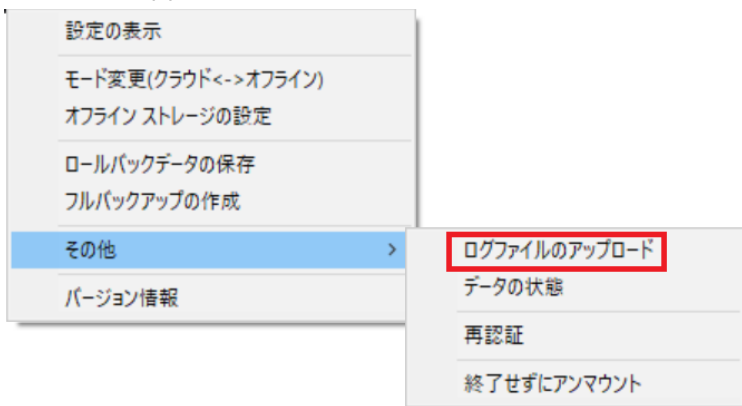 設定の表示
モード変更(クラウド<->オフライン)
オフライン ストレージの設定
ロールバックデータの保存
フルバックアップの作成
その他 >
ログファイルのアップロード
データの状態
バージョン情報
再認証
終了せずにアンマウント